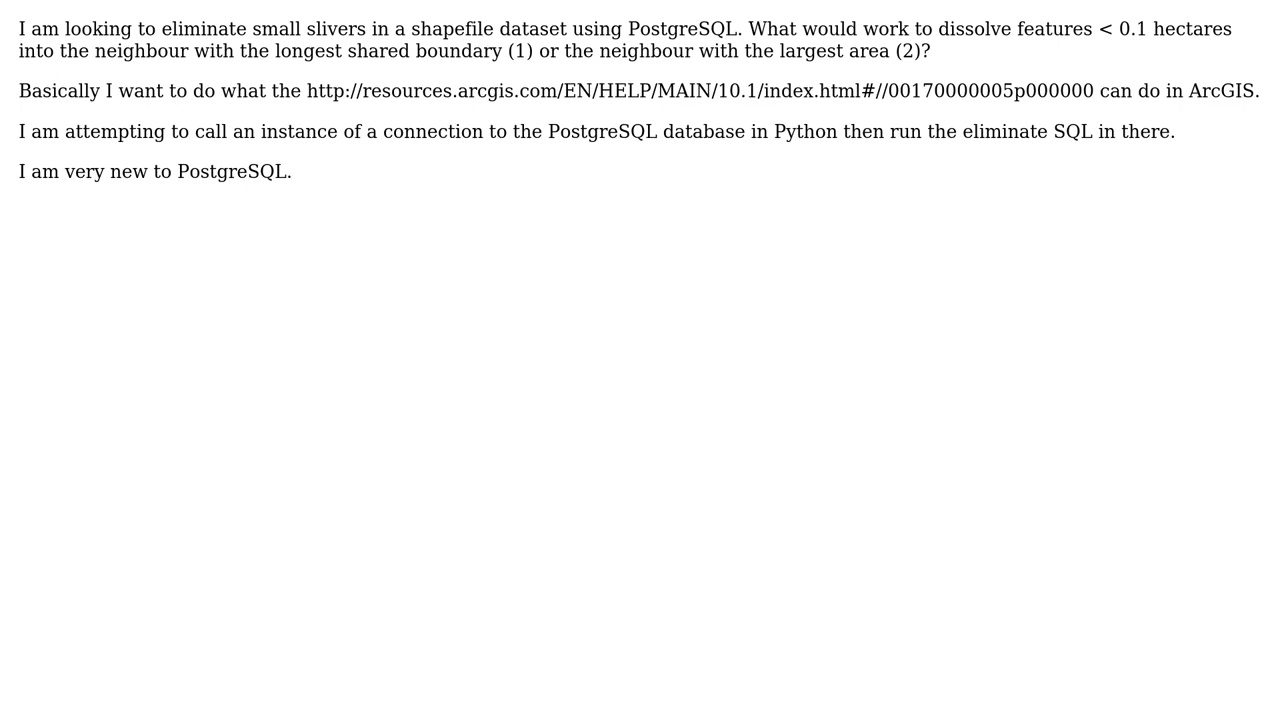 I am looking to eliminate small slivers in a shapefile dataset using PostgreSQL. What would work to dissolve features < 0.1 hectares
into the neighbour with the longest shared boundary (1) or the neighbour with the largest area (2)?
Basically I want to do what the http://resources.arcgis.com/EN/HELP/MAIN/10.1/index.html#//00170000005p000000 can do in ArcGIS.
I am attempting to call an instance of a connection to the PostgreSQL database in Python then run the eliminate SQL in there.
I am very new to PostgreSQL.